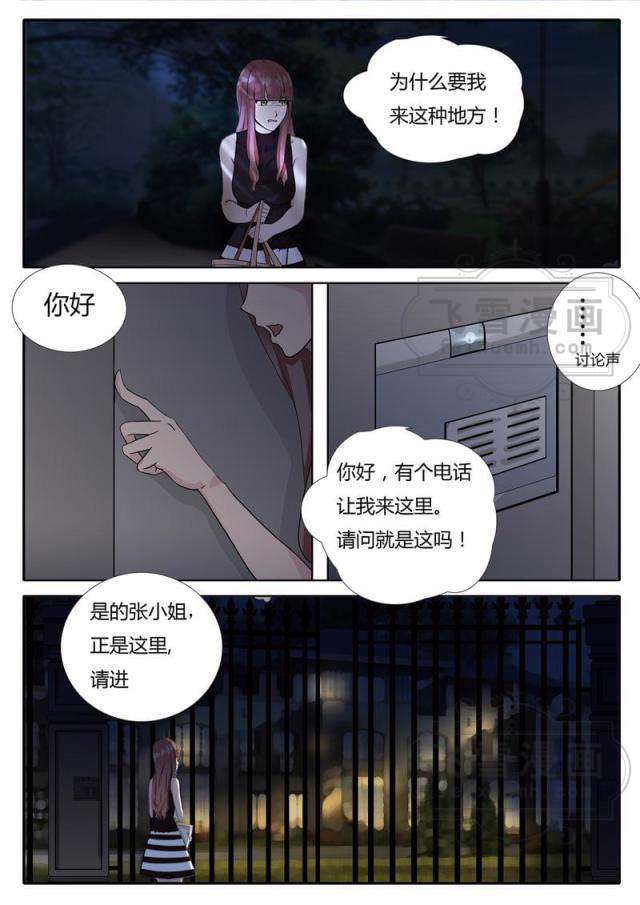 为什么要我
来这种地方！
你好
飞雪漫画
……
讨论声
你好，有个电话
让我来这里。
请问就是这吗！
是的张小姐，
正是这里，
请进
飞雪漫画